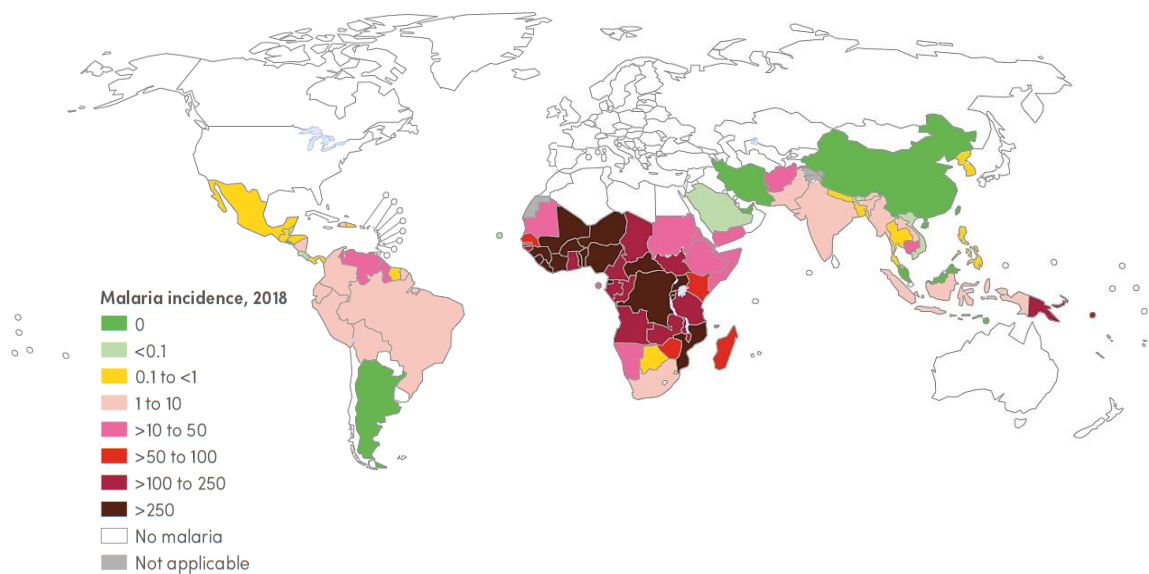 Malaria incidence, 2018
0
<0.1
0.1 to <1
1 to 10
>10 to 50
>50 to 100
>100 to 250
>250
No malaria
Not applicable